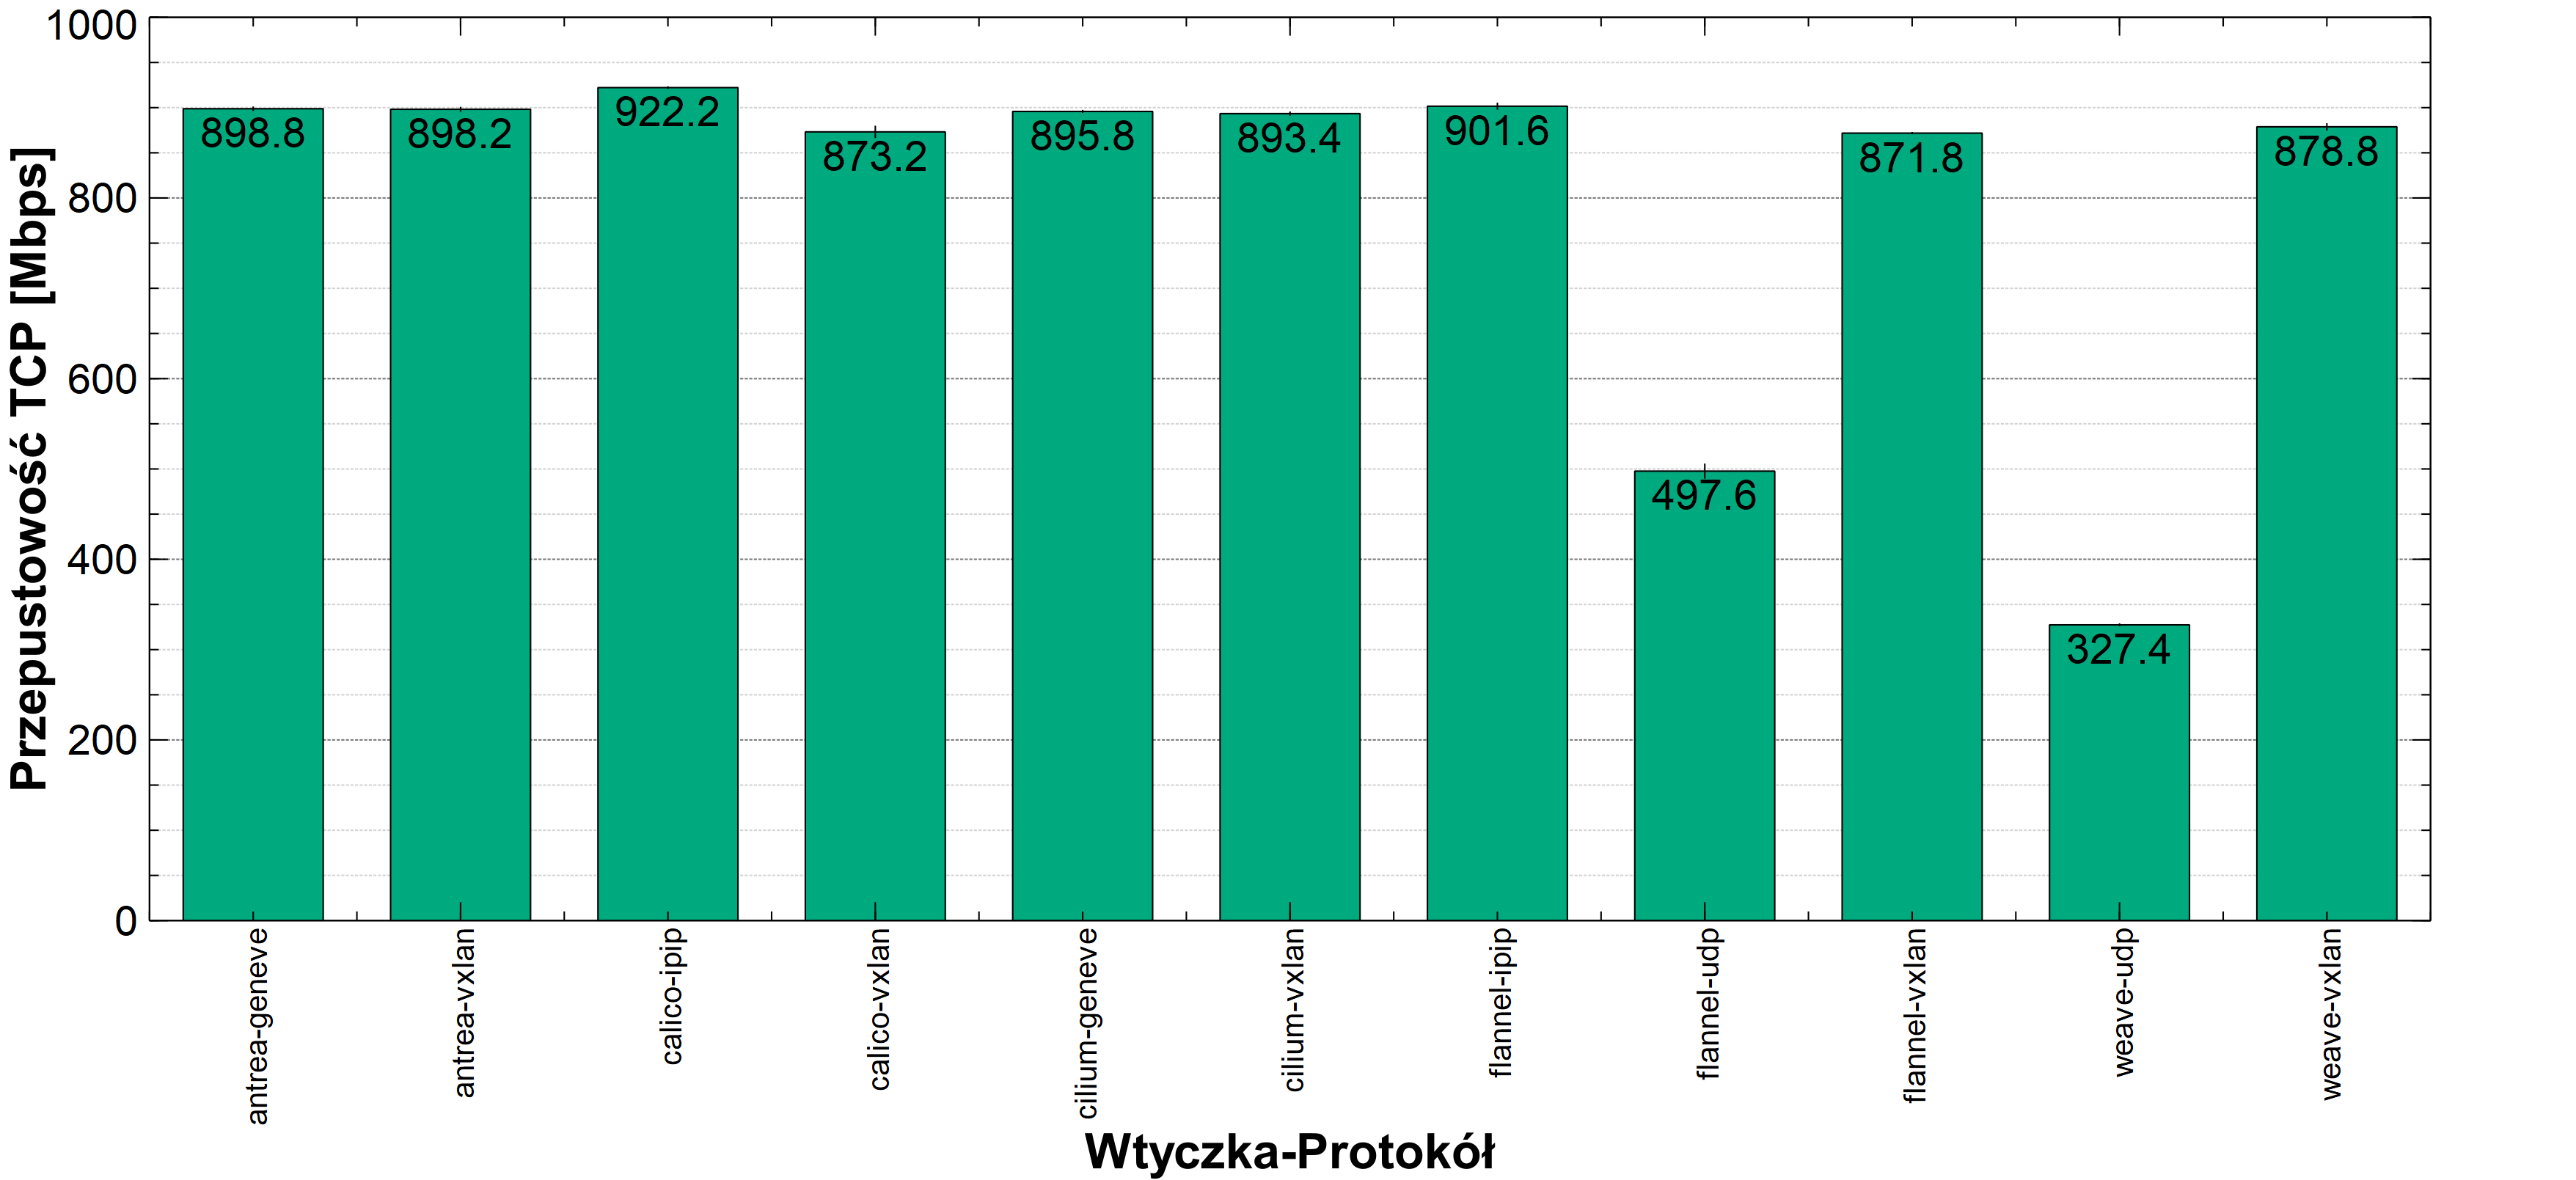 Przepustowość TCP [Mbps]
1000
800
600
400
200
0
898.8
898.2
922.2
873.2
895.8
893.4
901.6
497.6
871.8
327.4
878.8
antrea-geneve
antrea-vxlan
calico-ipip
calico-vxlan
cilium-geneve
cilium-vxlan
flannel-ipip
flannel-udp
flannel-vxlan
weave-udp
weave-vxlan
Wtyczka-Protokół